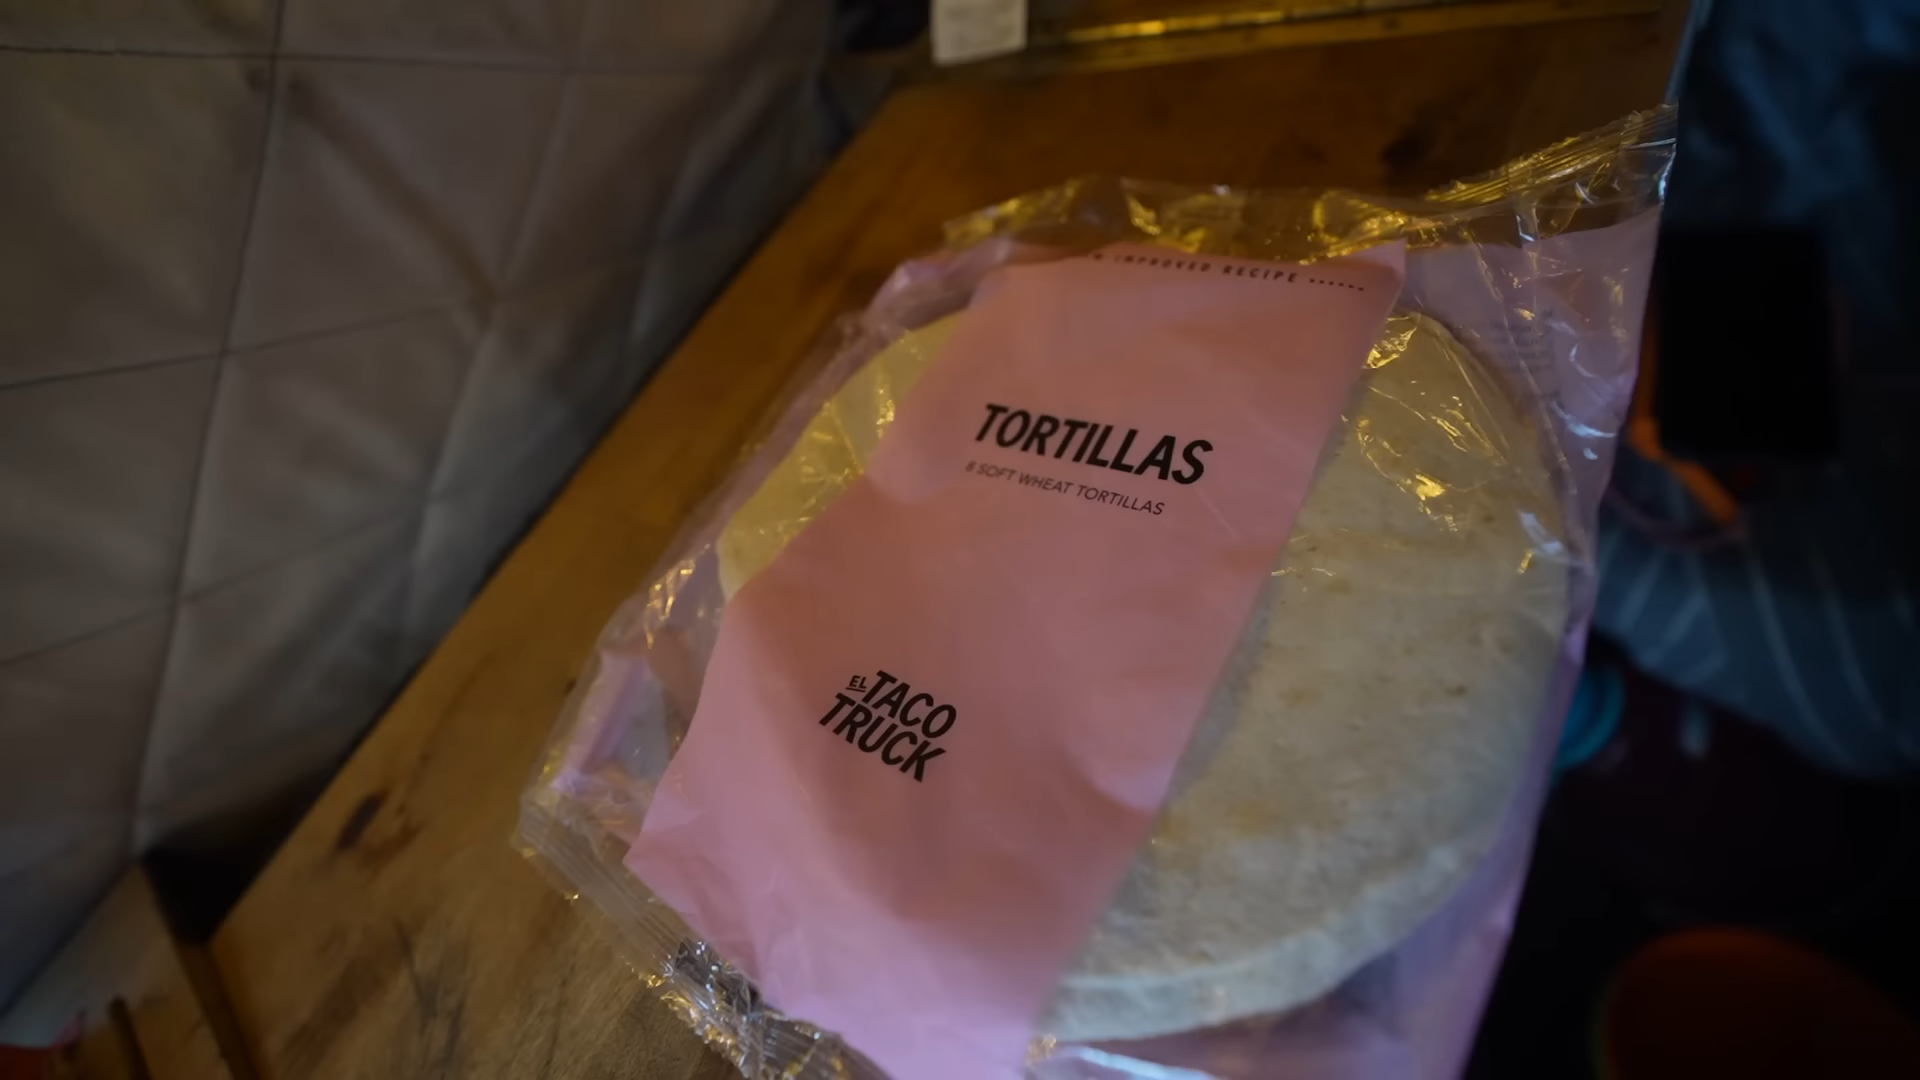 IMPROVED RECIPE
TORTILLAS
8 SOFT WHEAT TORTILLAS
EL TACO
TRUCK